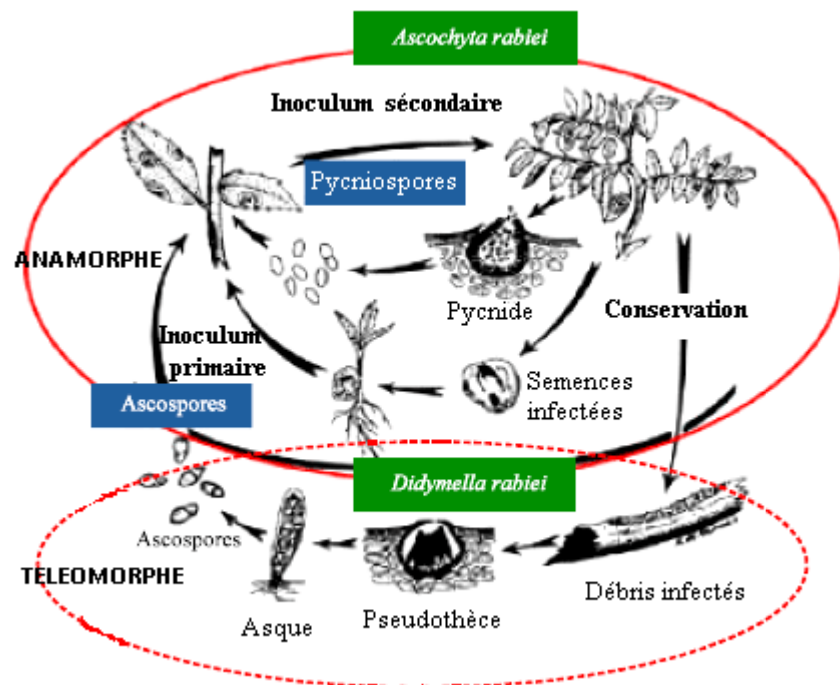 Ascochyta rabiei
Inoculum sécondaire
Pycniospores
ANAMORPHE
Pycnide
Conservation
Inoculum
primaire
Semences
infectées
Ascospores
Didymella rabiei
Ascospores
TELEOMORPHE
Asque
Pseudothèce
Débris infectés